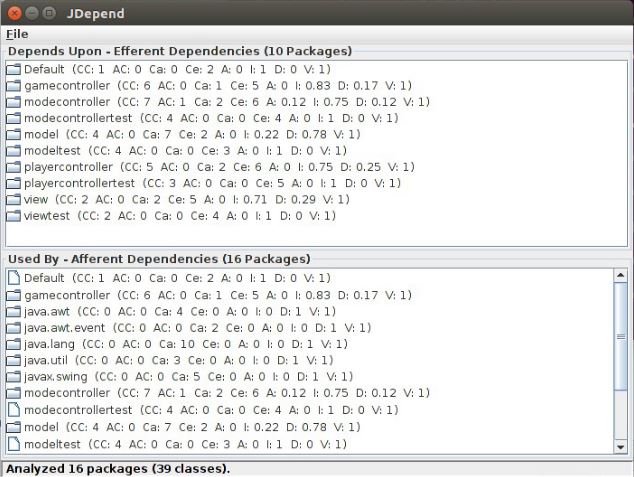 JDepend
File
Depends Upon - Efferent Dependencies (10 Packages)
Default (CC: 1 AC: 0 Ca: 0 Ce: 2 A: 0 I: 1 D: 0 V: 1)
gamecontroller (CC: 6 AC: 0 Ca: 1 Ce: 5 A: 0 I: 0.83 D: 0.17 V: 1)
modecontroller (CC: 7 AC: 1 Ca: 2 Ce: 6 A: 0.12 I: 0.75 D: 0.12 V: 1)
modecontrollertest (CC: 4 AC: 0 Ca: 0 Ce: 4 A: 0 I: 1 D: 0 V: 1)
model (CC: 4 AC: 0 Ca: 7 Ce: 2 A: 0 I: 0.22 D: 0.78 V: 1)
modeltest (CC: 4 AC: 0 Ca: 0 Ce: 3 A: 0 I: 1 D: 0 V: 1)
playercontroller (CC: 5 AC: 0 Ca: 2 Ce: 6 A: 0 I: 0.75 D: 0.25 V: 1)
playercontrollertest (CC: 3 AC: 0 Ca: 0 Ce: 5 A: 0 I: 1 D: 0 V: 1)
view (CC: 2 AC: 0 Ca: 2 Ce: 5 A: 0 I: 0.71 D: 0.29 V: 1)
viewtest (CC: 2 AC: 0 Ca: 0 Ce: 4 A: 0 I: 1 D: 0 V: 1)
Used By - Afferent Dependencies (16 Packages)
Default (CC: 1 AC: 0 Ca: 0 Ce: 2 A: 0 I: 1 D: 0 V: 1)
gamecontroller (CC: 6 AC: 0 Ca: 1 Ce: 5 A: 0 I: 0.83 D: 0.17 V: 1)
java.awt (CC: 0 AC: 0 Ca: 4 Ce: 0 A: 0 I: 0 D: 1 V: 1)
java.awt.event (CC: 0 AC: 0 Ca: 2 Ce: 0 A: 0 I: 0 D: 1 V: 1)
java.lang (CC: 0 AC: 0 Ca: 10 Ce: 0 A: 0 I: 0 D: 1 V: 1)
java.util (CC: 0 AC: 0 Ca: 3 Ce: 0 A: 0 I: 0 D: 1 V: 1)
javax.swing (CC: 0 AC: 0 Ca: 5 Ce: 0 A: 0 I: 0 D: 1 V: 1)
modecontroller (CC: 7 AC: 1 Ca: 2 Ce: 6 A: 0.12 I: 0.75 D: 0.12 V: 1)
modecontrollertest (CC: 4 AC: 0 Ca: 0 Ce: 4 A: 0 I: 1 D: 0 V: 1)
model (CC: 4 AC: 0 Ca: 7 Ce: 2 A: 0 I: 0.22 D: 0.78 V: 1)
modeltest (CC: 4 AC: 0 Ca: 0 Ce: 3 A: 0 I: 1 D: 0 V: 1)
Analyzed 16 packages (39 classes).